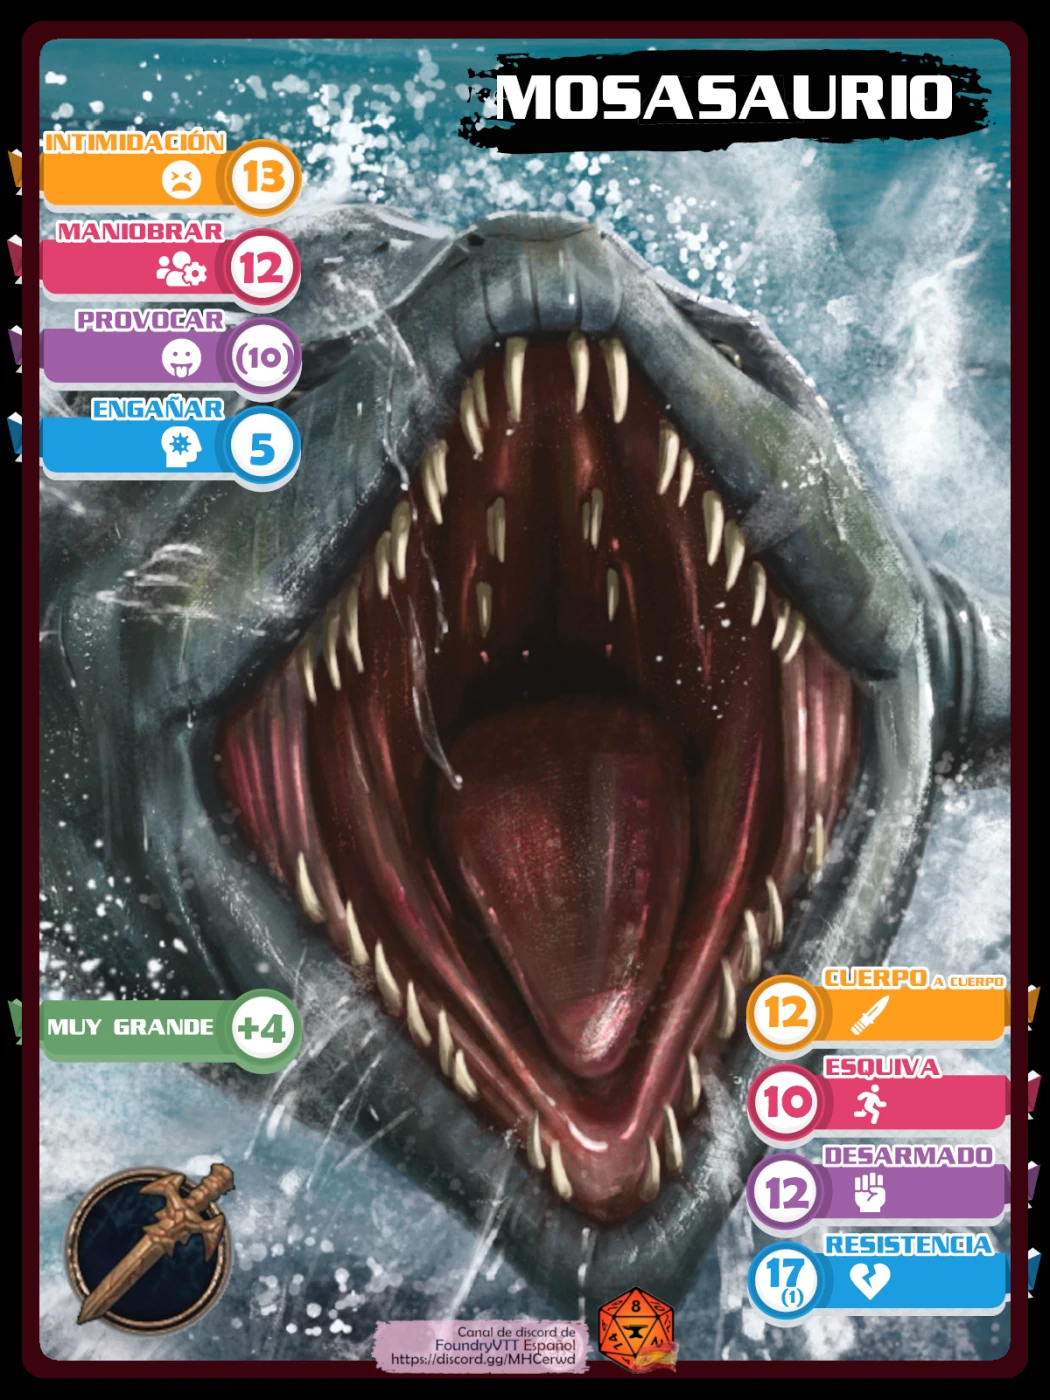 MOSASAURIO
INTIMIDACIÓN
13
MANIOBRAR
12
PROVOCAR
(10)
ENGAÑAR
5
MUY GRANDE +4
CUERPO A CUERPO
12
ESQUIVA
10
DESARMADO
12
RESISTENCIA
17
(1)
8
Canal de discord de
FoundryVTT Español
https://discord.gg/MHCerwd